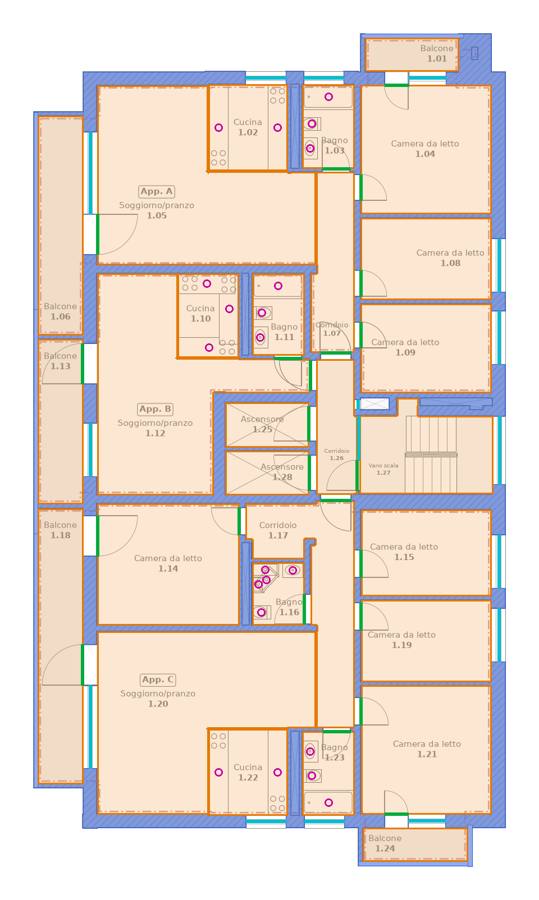 Balcone
1.01
Cucina
1.02
Bagno
1.03
Camera da letto
1.04
App. A
Soggiorno/pranzo
1.05
Camera da letto
1.08
Balcone
1.06
Cucina
1.10
Bagno
1.11
Corridoio
1.07
Camera da letto
1.09
Balcone
1.13
App. B
Soggiorno/pranzo
1.12
Ascensore
1.25
Corridoio
1.26
Vano scala
1.27
Ascensore
1.28
Balcone
1.18
Corridoio
1.17
Camera da letto
1.14
Camera da letto
1.15
Bagno
1.16
Camera da letto
1.19
App. C
Soggiorno/pranzo
1.20
Cucina
1.22
Bagno
1.23
Camera da letto
1.21
Balcone
1.24